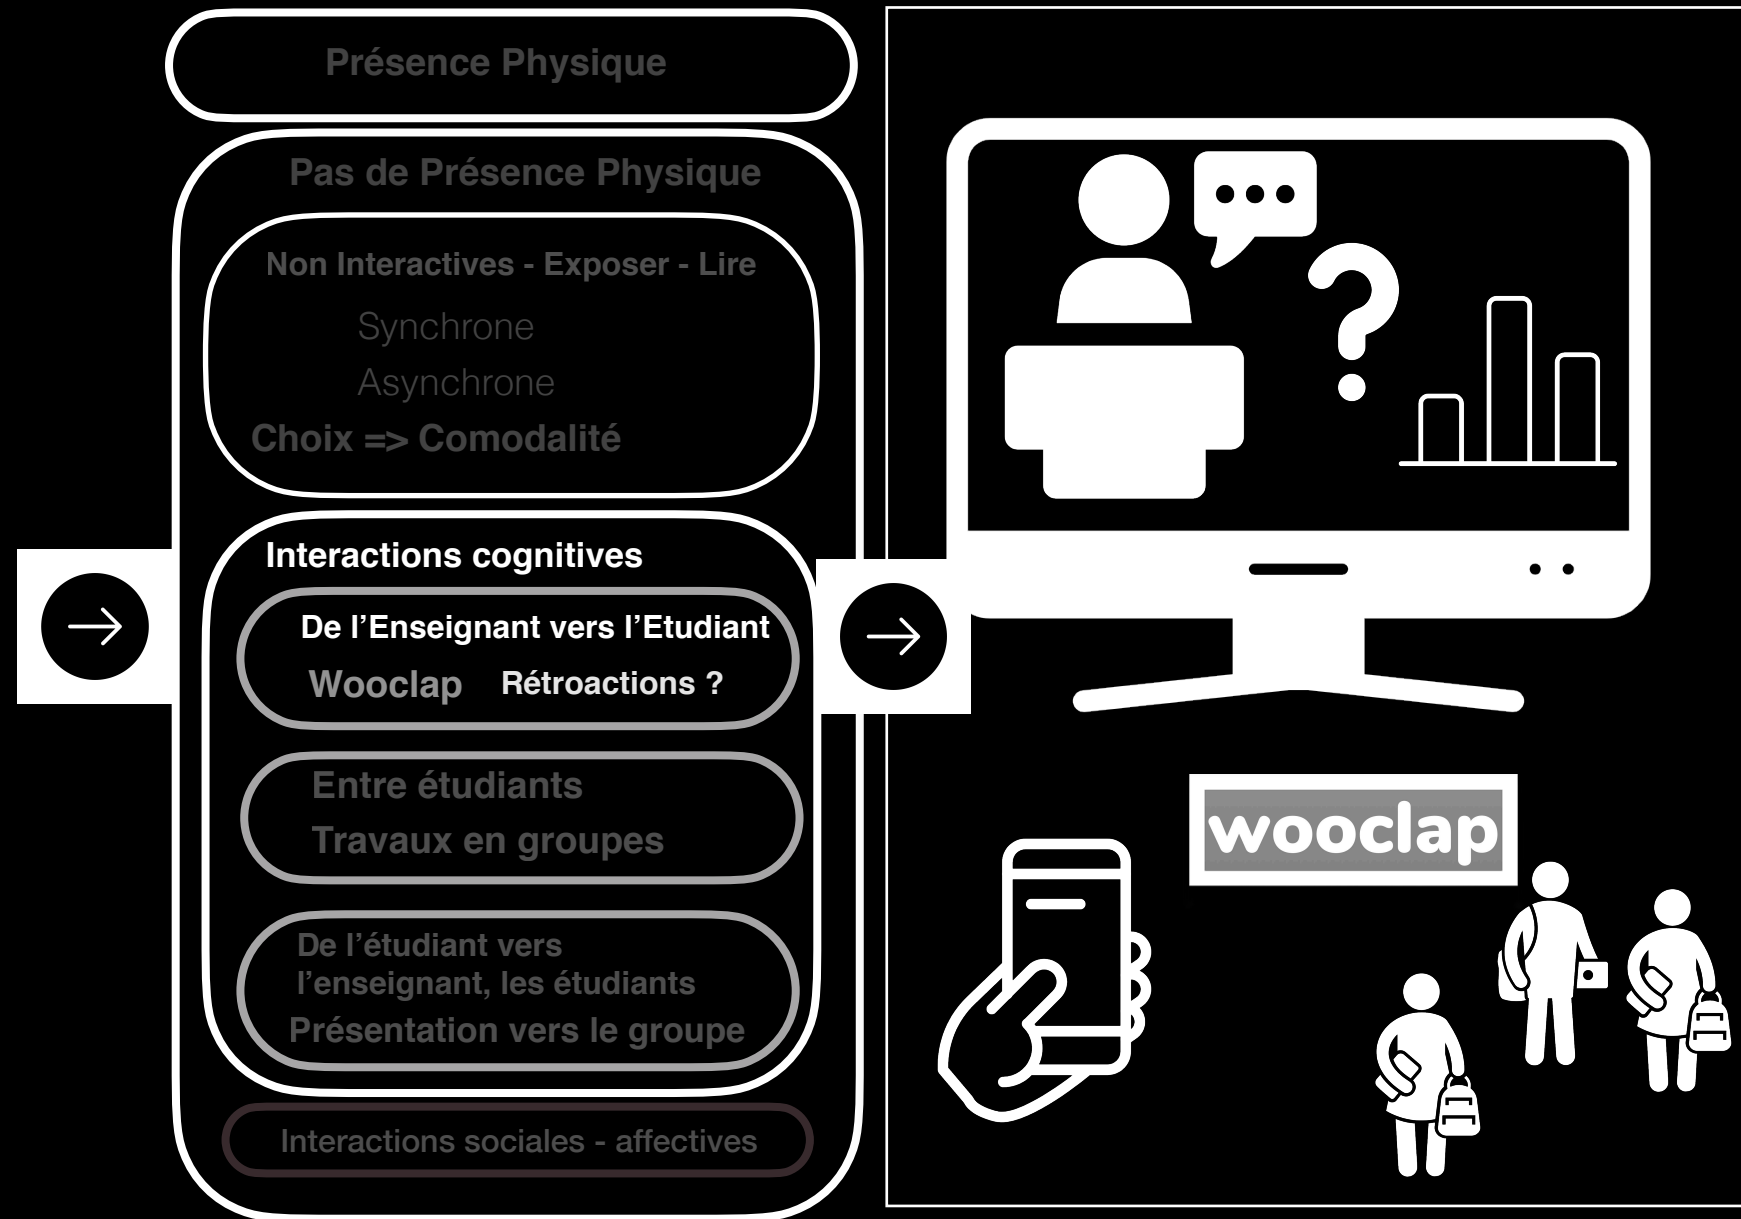 Présence Physique
Pas de Présence Physique
Non Interactives - Exposer - Lire
Synchrone
Asynchrone
Choix => Comodalité
Interactions cognitives
De l’Enseignant vers l’Etudiant
Wooclap Rétroactions ?
Entre étudiants
Travaux en groupes
De l’étudiant vers
l’enseignant, les étudiants
Présentation vers le groupe
Interactions sociales - affectives
?
wooclap